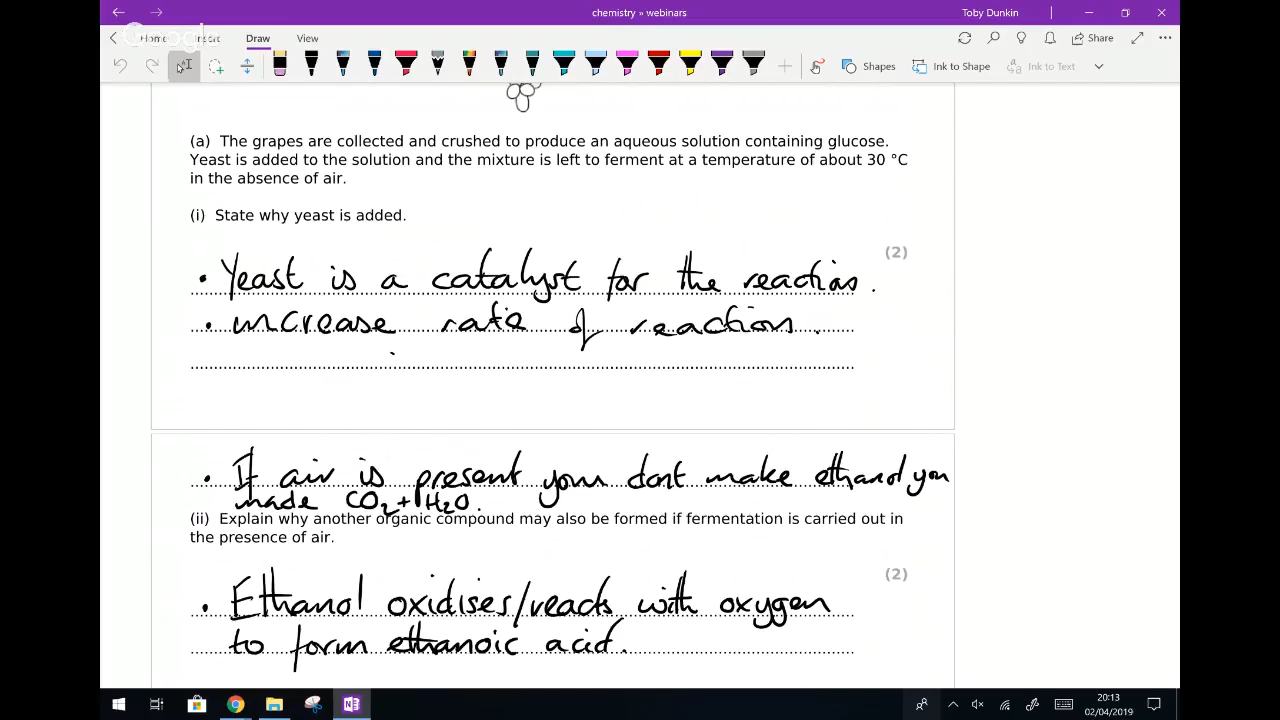 chemistry » webinars
Toby Dunkin
Google
Home Insert Draw View
Share
Shapes
Ink to Shape
Ink to Text
(a) The grapes are collected and crushed to produce an aqueous solution containing glucose.
Yeast is added to the solution and the mixture is left to ferment at a temperature of about 30 °C
in the absence of air.
(i) State why yeast is added.
(2)
• Yeast is a catalyst for the reaction.
• increase rate of reaction.
• If air is present your dont make ethanol you
made CO2 + H2O.
(ii) Explain why another organic compound may also be formed if fermentation is carried out in
the presence of air.
(2)
• Ethanol oxidises/reacts with oxygen
to form ethanoic acid.
20:13
02/04/2019